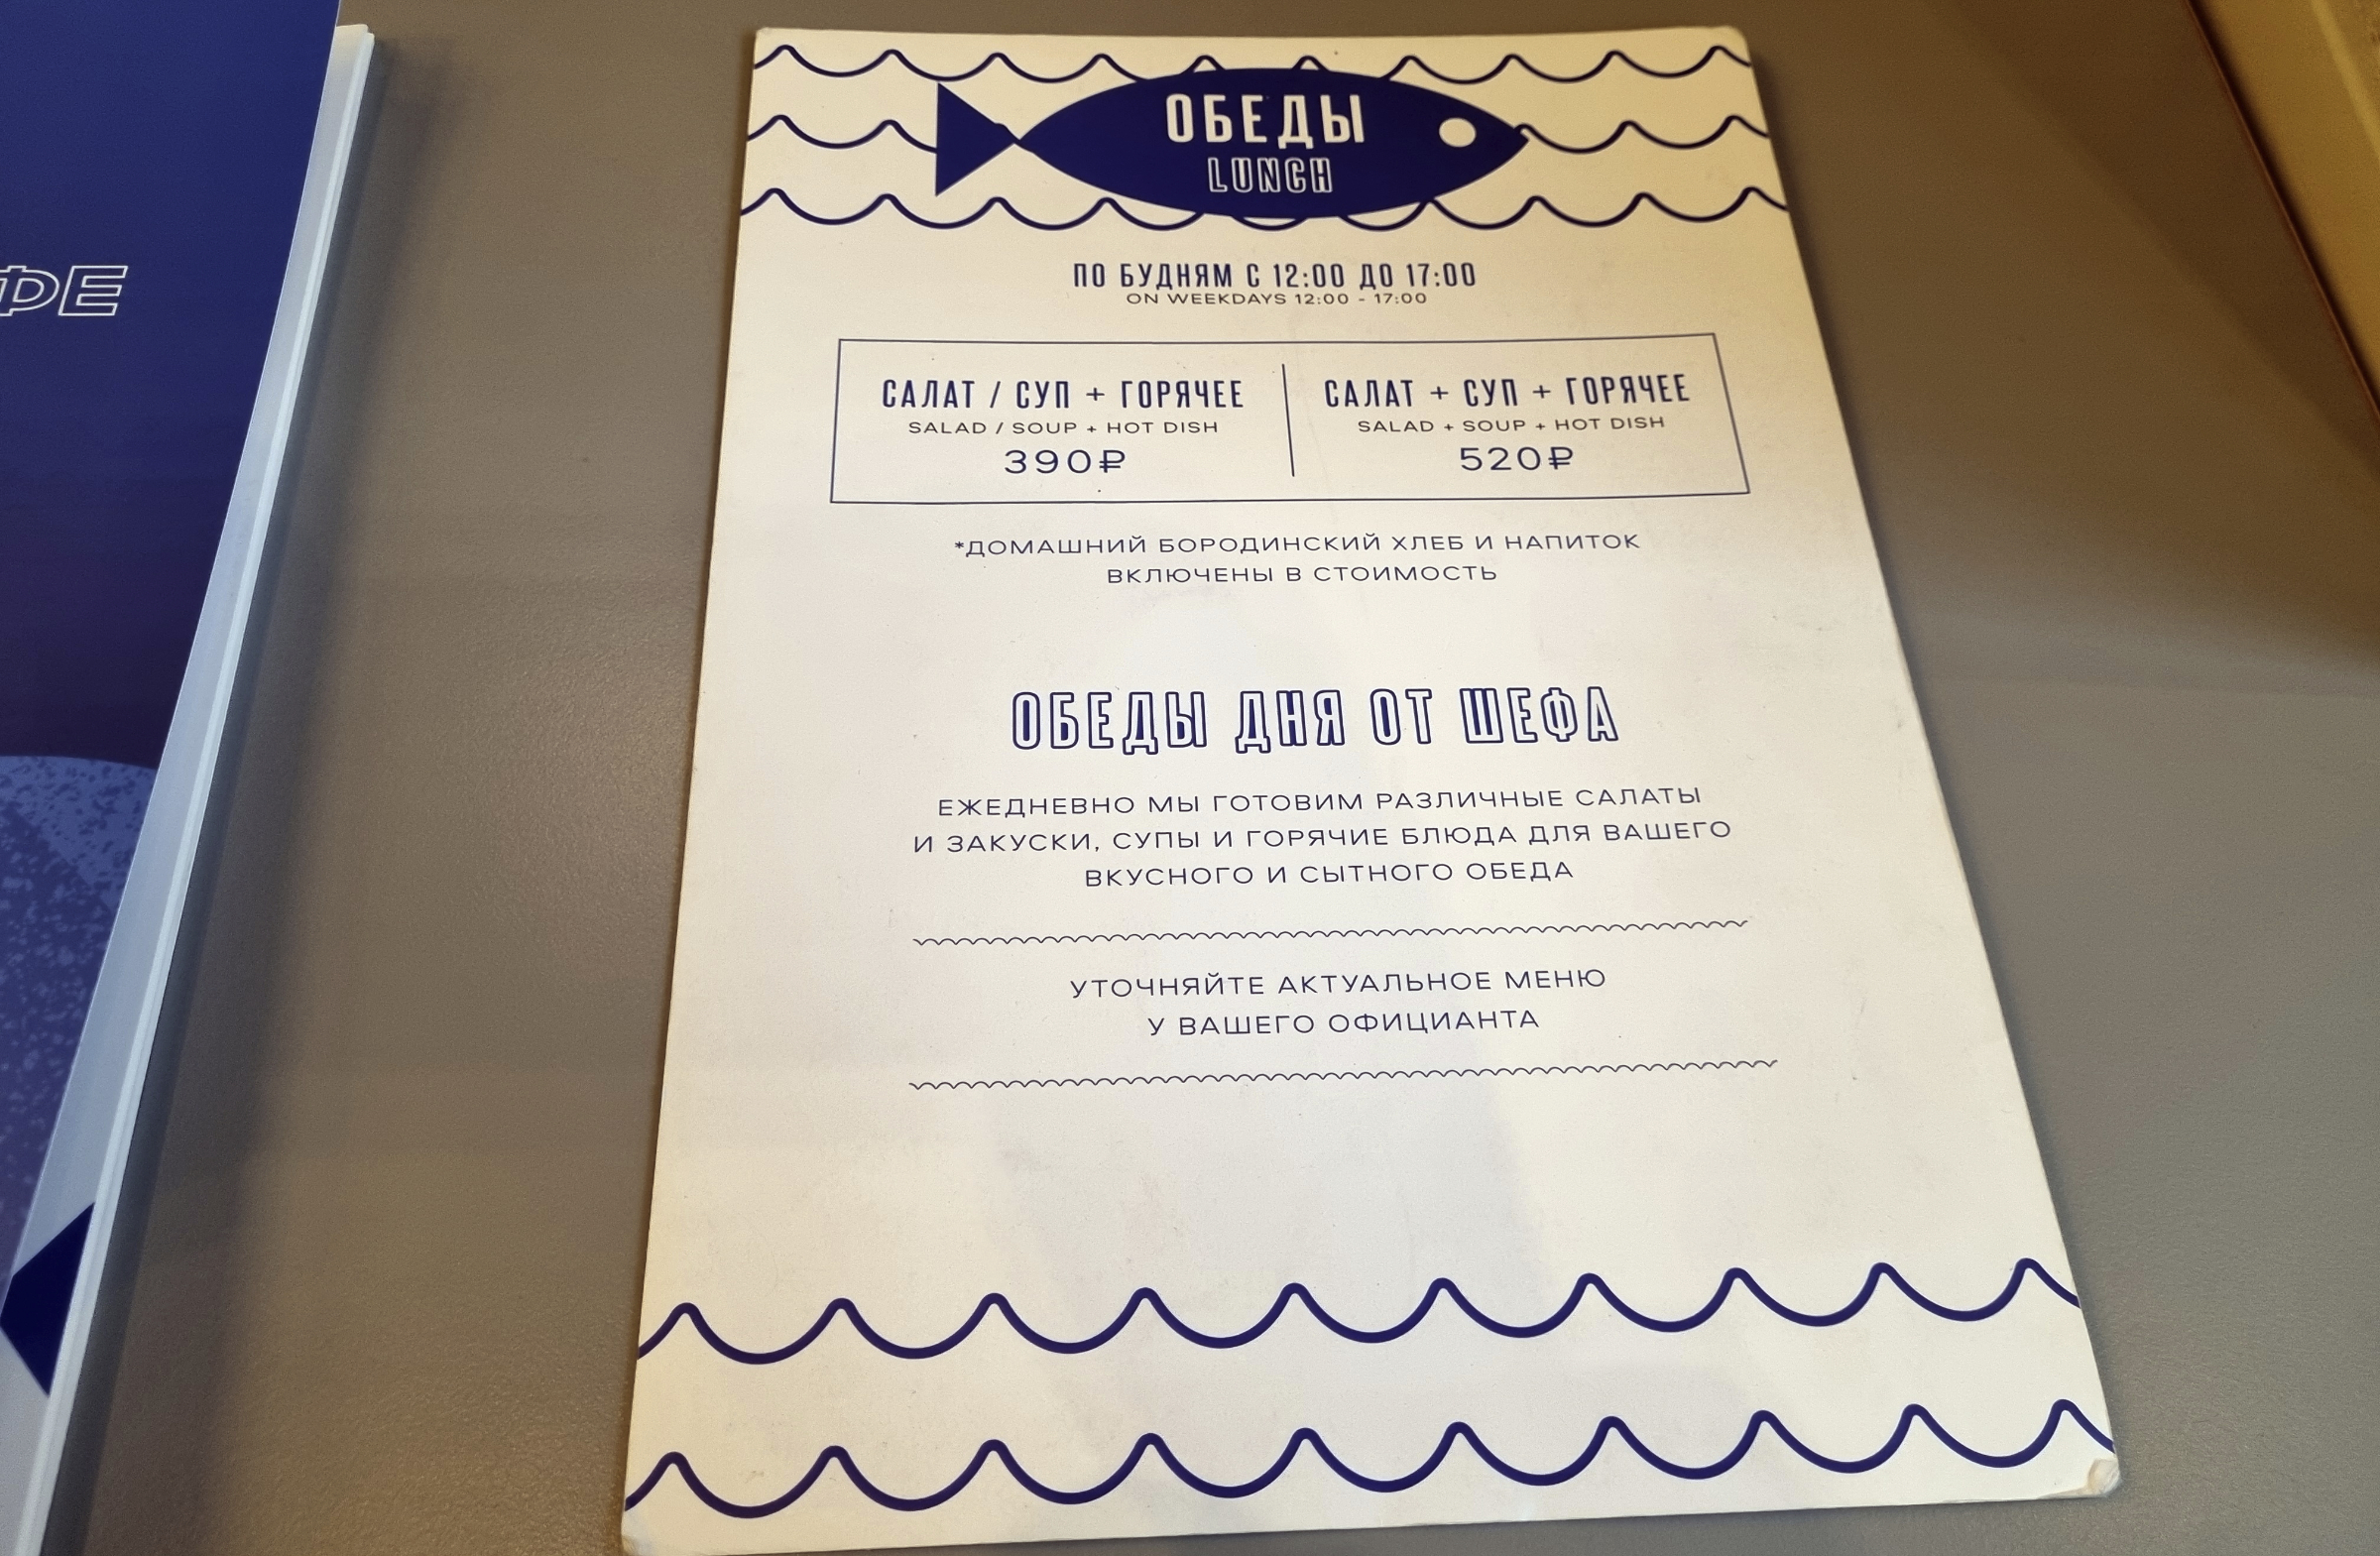 ОБЕДЫ
LUNCH
ПО БУДНЯМ С 12:00 ДО 17:00
ON WEEKDAYS 12:00 - 17:00
САЛАТ / СУП + ГОРЯЧЕЕ
SALAD / SOUP + HOT DISH
390₽
САЛАТ + СУП + ГОРЯЧЕЕ
SALAD + SOUP + HOT DISH
520₽
*ДОМАШНИЙ БОРОДИНСКИЙ ХЛЕБ И НАПИТОК
ВКЛЮЧЕНЫ В СТОИМОСТЬ
ОБЕДЫ ДНЯ ОТ ШЕФА
ЕЖЕДНЕВНО МЫ ГОТОВИМ РАЗЛИЧНЫЕ САЛАТЫ
И ЗАКУСКИ, СУПЫ И ГОРЯЧИЕ БЛЮДА ДЛЯ ВАШЕГО
ВКУСНОГО И СЫТНОГО ОБЕДА
УТОЧНЯЙТЕ АКТУАЛЬНОЕ МЕНЮ
У ВАШЕГО ОФИЦИАНТА